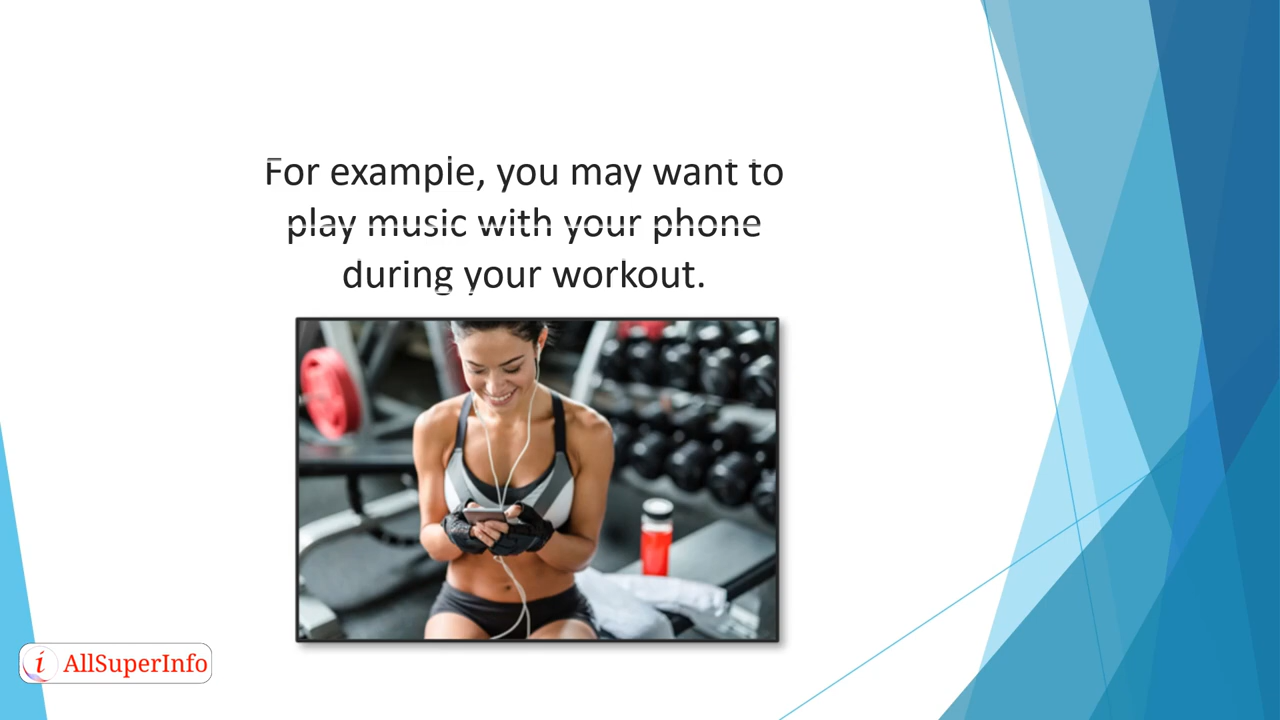 For example, you may want to
play music with your phone
during your workout.
i AllSuperInfo